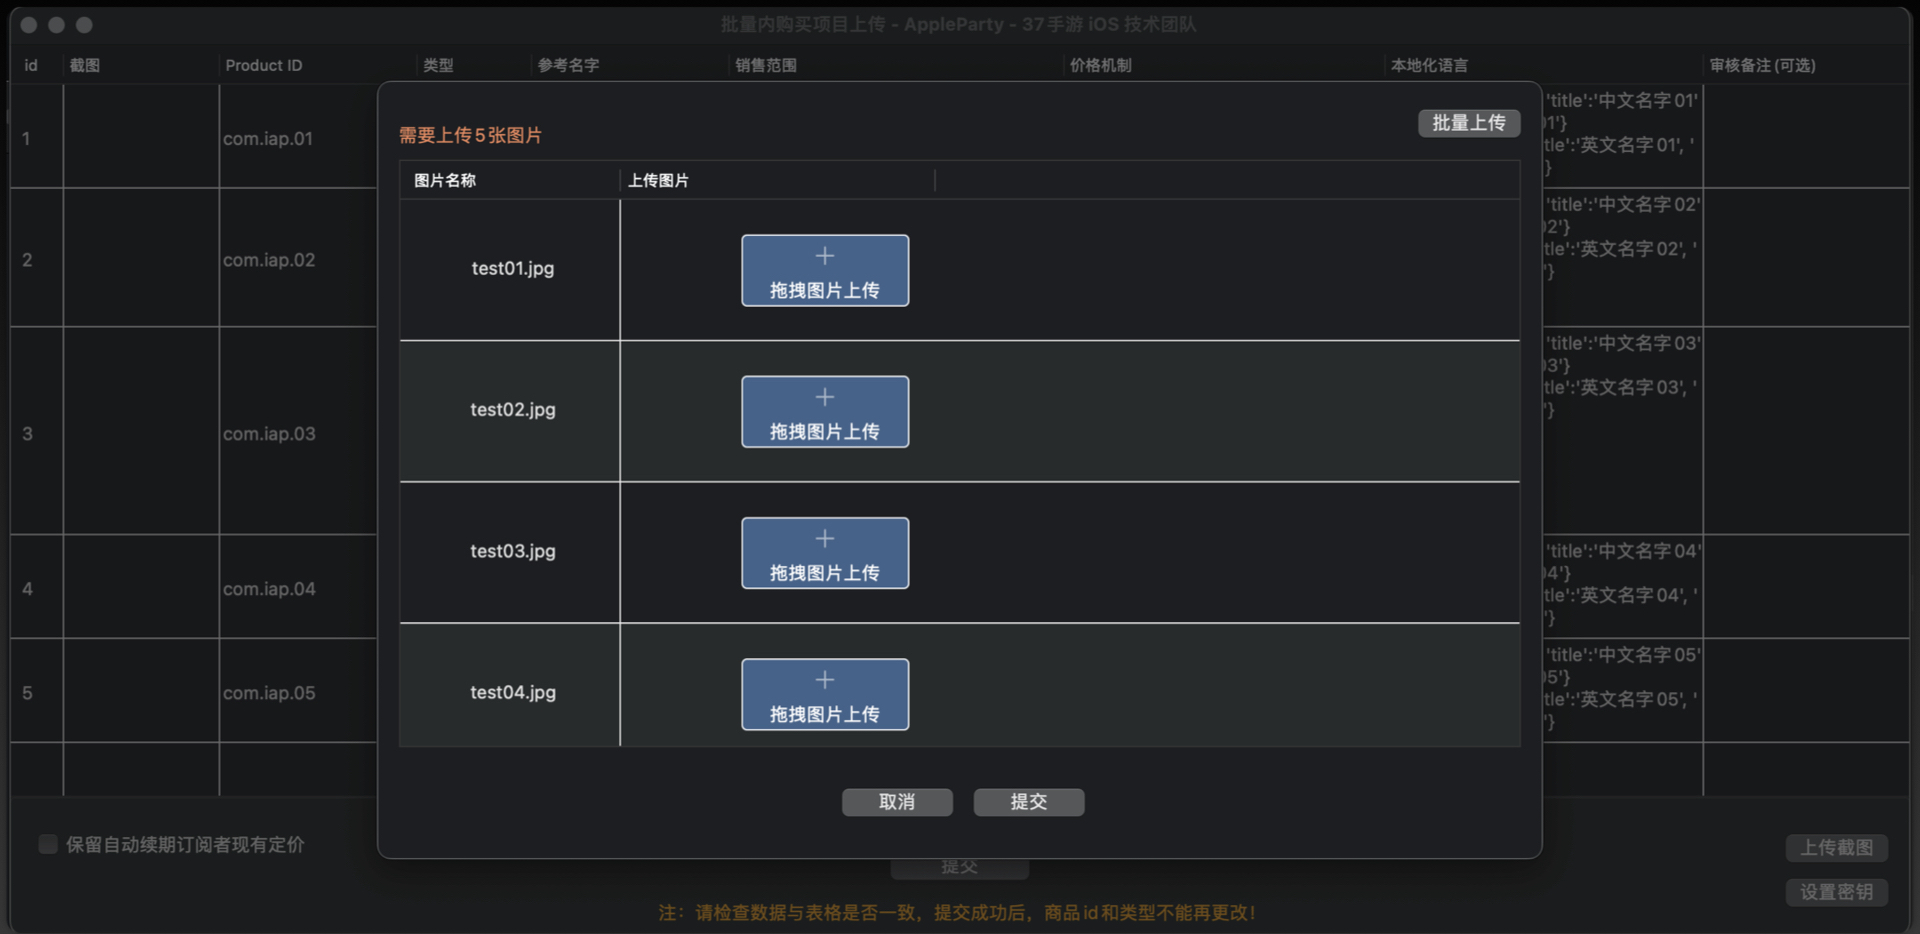 批量内购买项目上传 - AppleParty - 37手游 iOS 技术团队
id 截图 Product ID 类型 参考名字 销售范围 价格机制 本地化语言 审核备注(可选)
需要上传5张图片
批量上传
图片名称 上传图片
test01.jpg
拖拽图片上传
test02.jpg
拖拽图片上传
test03.jpg
拖拽图片上传
test04.jpg
拖拽图片上传
取消 提交
1 com.iap.01
'title':'中文名字01'
01'}
tle':'英文名字01', '
'}
2 com.iap.02
'title':'中文名字02'
02'}
tle':'英文名字02', '
'}
3 com.iap.03
'title':'中文名字03'
03'}
tle':'英文名字03', '
'}
4 com.iap.04
'title':'中文名字04'
04'}
tle':'英文名字04', '
'}
5 com.iap.05
'title':'中文名字05'
05'}
tle':'英文名字05', '
'}
保留自动续期订阅者现有定价
提交
上传截图
设置密钥
注：请检查数据与表格是否一致，提交成功后，商品id和类型不能再更改！